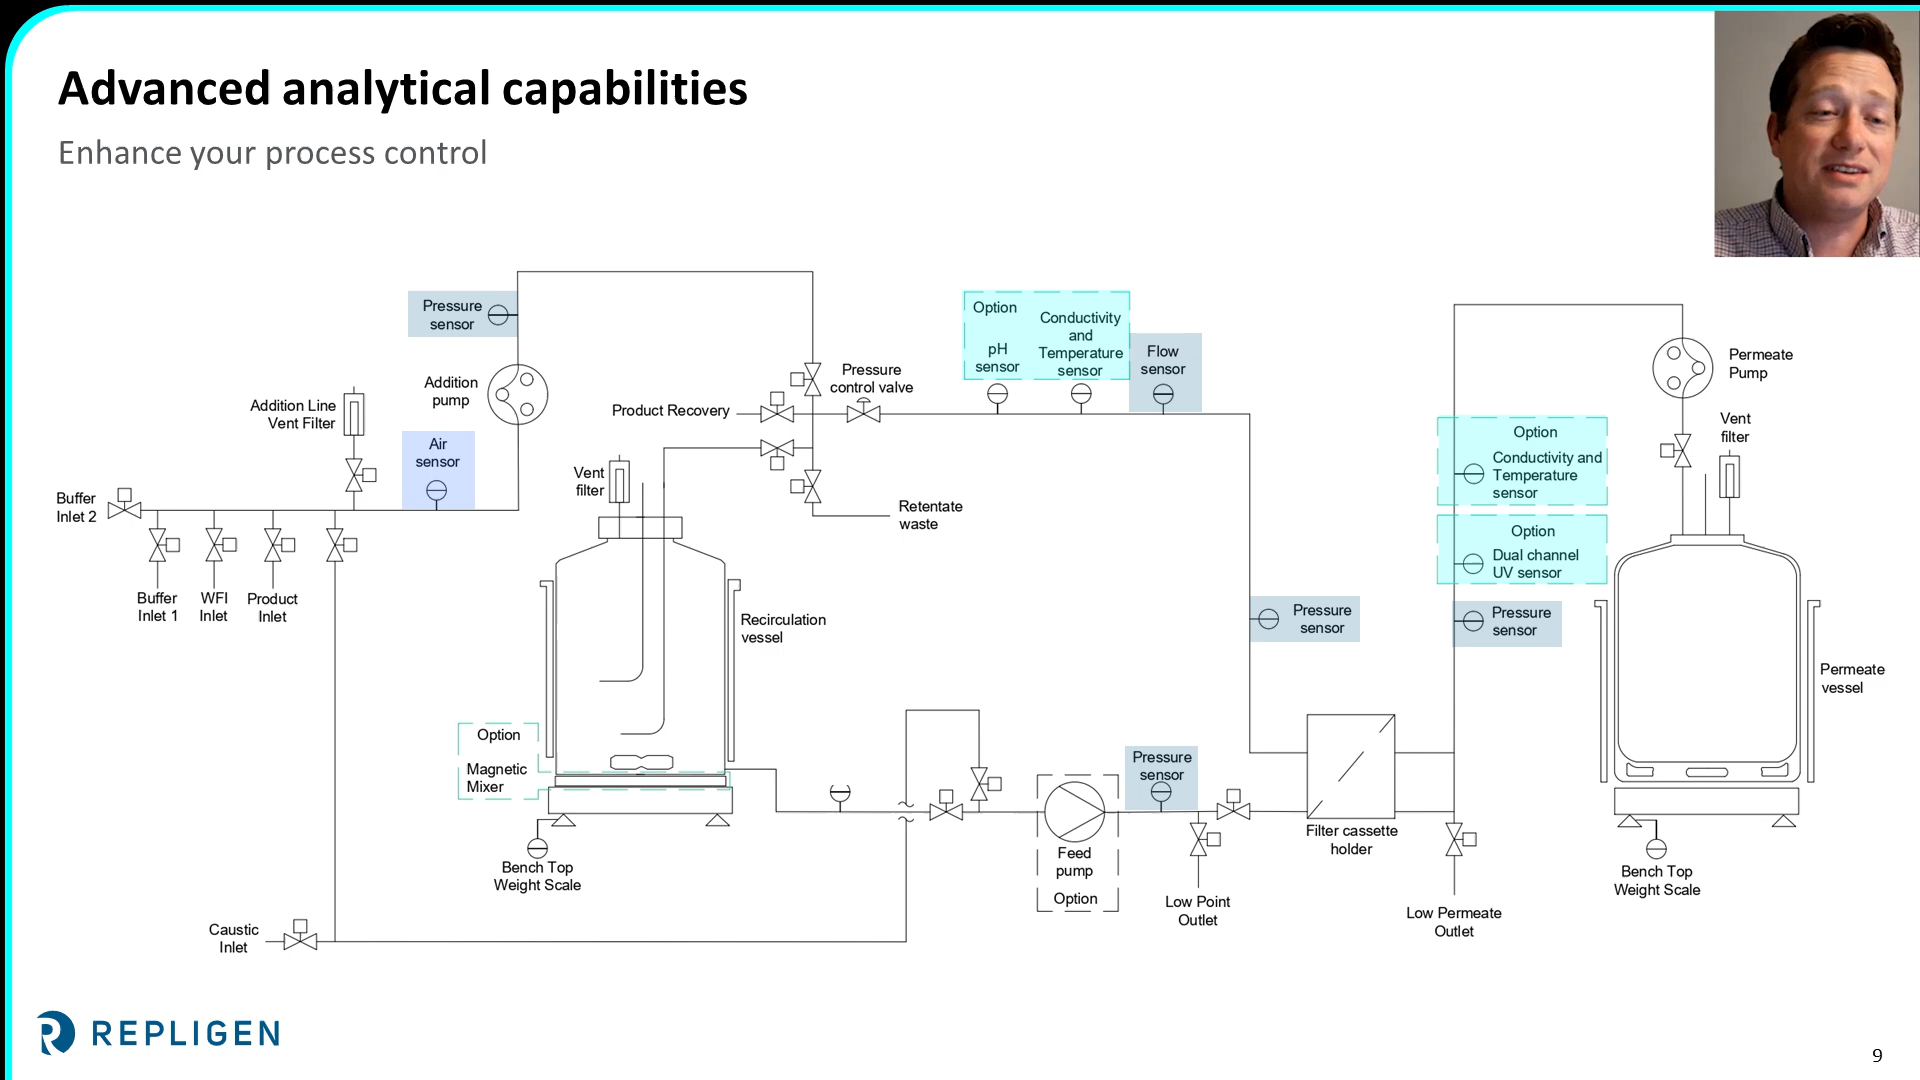 Advanced analytical capabilities
Enhance your process control
Pressure
sensor
Addition
pump
Addition Line
Vent Filter
Air
sensor
Buffer
Inlet 2
Buffer
Inlet 1
WFI
Inlet
Product
Inlet
Caustic
Inlet
Product Recovery
Pressure
control valve
Vent
filter
Retentate
waste
Recirculation
vessel
Option
Magnetic
Mixer
Bench Top
Weight Scale
Option
pH
sensor
Conductivity
and
Temperature
sensor
Flow
sensor
Pressure
sensor
Pressure
sensor
Feed
pump
Option
Low Point
Outlet
Filter cassette
holder
Low Permeate
Outlet
Option
Conductivity and
Temperature
sensor
Option
Dual channel
UV sensor
Pressure
sensor
Permeate
Pump
Vent
filter
Permeate
vessel
Bench Top
Weight Scale
REPLIGEN
9